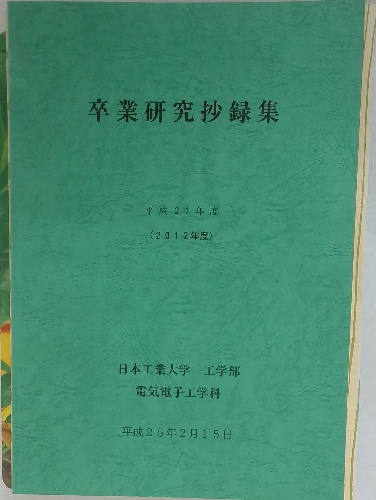 卒業研究抄録集
平成24年度
(2012年度)
日本工業大学 工学部
電気電子工学科
平成25年2月15日